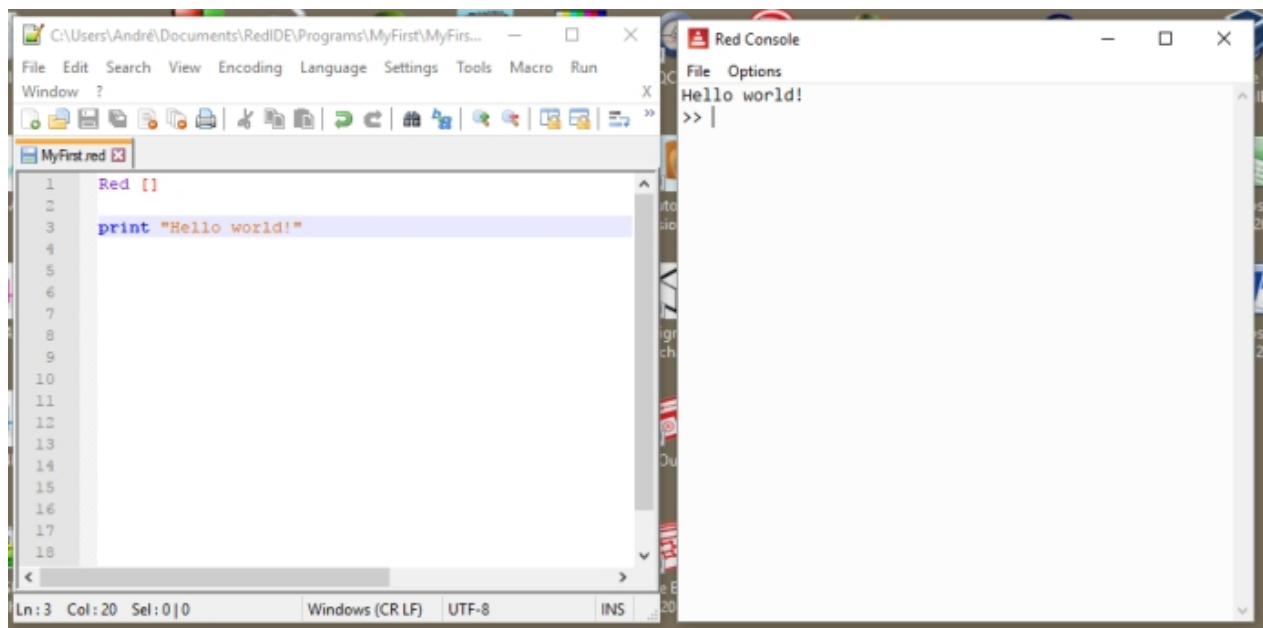 C:\Users\André\Documents\RedIDE\Programs\MyFirst\MyFirs...
File Edit Search View Encoding Language Settings Tools Macro Run
Window ? X
MyFirst.red
1 Red []
2
3 print "Hello world!"
4
5
6
7
8
9
10
11
12
13
14
15
16
17
18
Ln : 3 Col : 20 Sel : 0 | 0 Windows (CR LF) UTF-8 INS
Red Console
File Options
Hello world!
>>